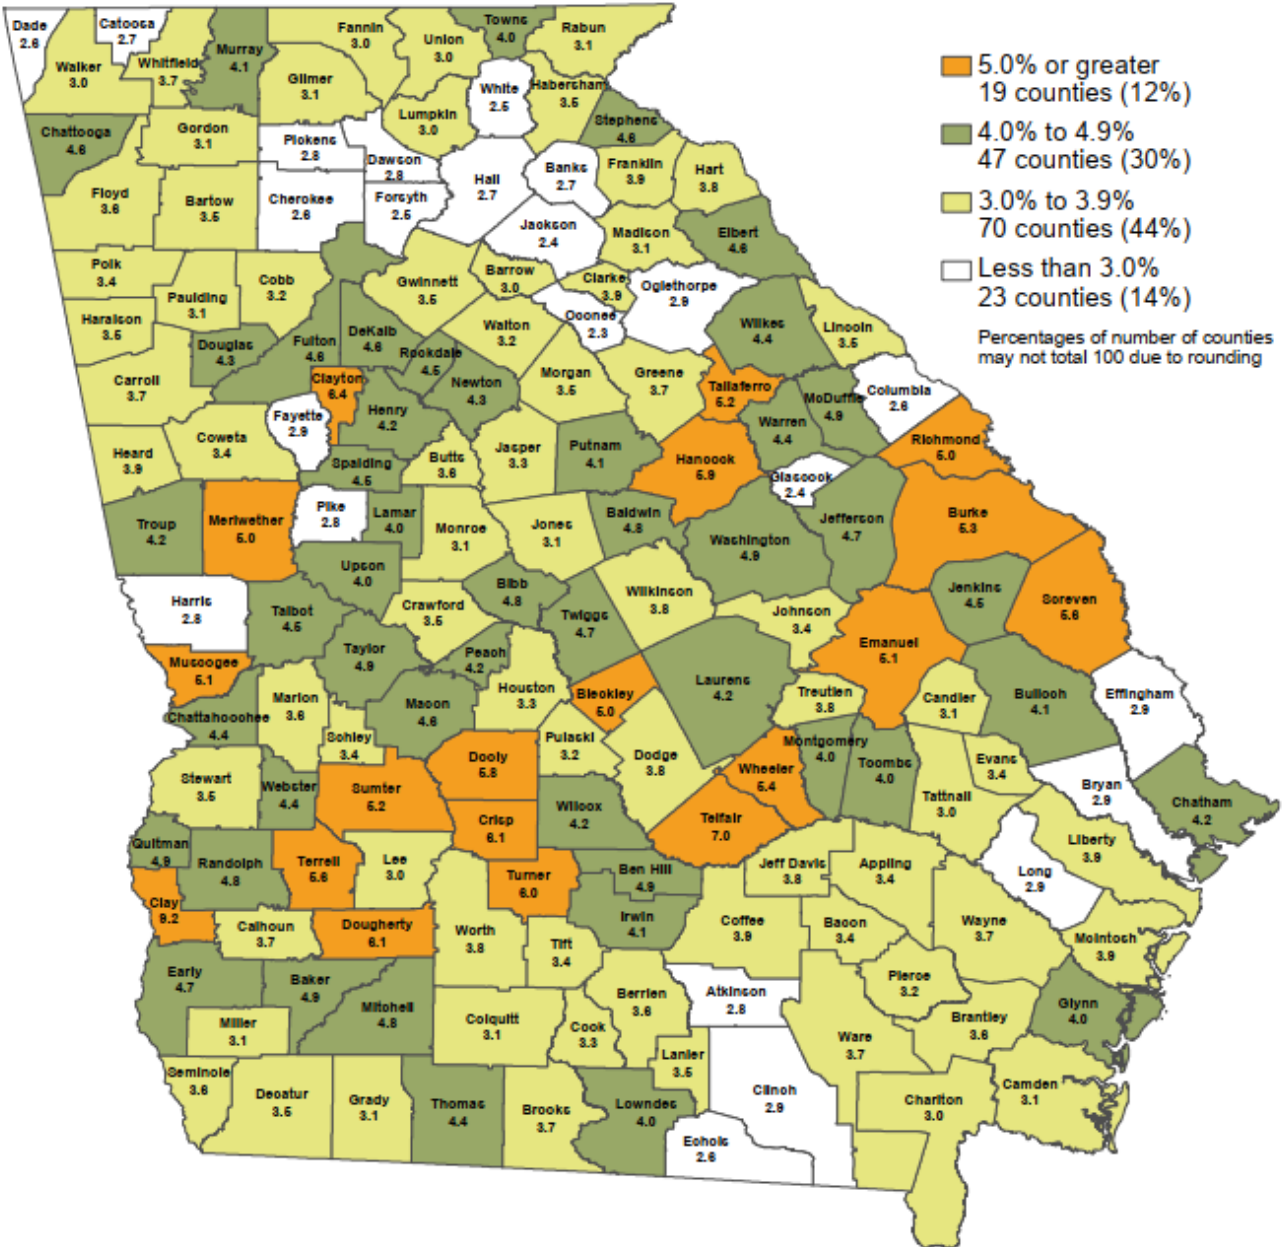 Dade
2.6
Catoosa
2.7
Walker
3.0
Whitfield
3.7
Murray
4.1
Fannin
3.0
Gilmer
3.1
Union
3.0
Towns
4.0
Rabun
3.1
White
2.5
Habersham
3.5
Lumpkin
3.0
Stephens
4.6
Chattooga
4.6
Gordon
3.1
Pickens
2.8
Dawson
2.8
Hall
2.7
Banks
2.7
Franklin
3.9
Hart
3.8
Floyd
3.6
Bartow
3.5
Cherokee
2.6
Forsyth
2.5
Jackson
2.4
Madison
3.1
Elbert
4.6
Polk
3.4
Paulding
3.1
Cobb
3.2
Gwinnett
3.5
Barrow
3.0
Clarke
3.9
Oglethorpe
2.9
Oconee
2.3
Wilkes
4.4
Lincoln
3.5
Haralson
3.5
Douglas
4.3
Fulton
4.6
DeKalb
4.6
Rockdale
4.5
Walton
3.2
Newton
4.3
Morgan
3.5
Greene
3.7
Taliaferro
5.2
McDuffie
4.9
Columbia
2.6
Carroll
3.7
Clayton
6.4
Henry
4.2
Fayette
2.9
Coweta
3.4
Heard
3.9
Spalding
4.5
Butts
3.6
Jasper
3.3
Putnam
4.1
Hancock
5.9
Warren
4.4
Glascock
2.4
Richmond
5.0
Troup
4.2
Meriwether
5.0
Pike
2.8
Lamar
4.0
Monroe
3.1
Jones
3.1
Baldwin
4.8
Washington
4.9
Jefferson
4.7
Burke
5.3
Upson
4.0
Harris
2.8
Talbot
4.5
Crawford
3.5
Bibb
4.8
Twiggs
4.7
Wilkinson
3.8
Johnson
3.4
Emanuel
5.1
Jenkins
4.5
Screven
5.6
Muscogee
5.1
Taylor
4.9
Peach
4.2
Houston
3.3
Bleckley
5.0
Laurens
4.2
Treutlen
3.8
Candler
3.1
Bulloch
4.1
Effingham
2.9
Chattahoochee
4.4
Marion
3.6
Schley
3.4
Macon
4.6
Dooly
5.8
Pulaski
3.2
Dodge
3.8
Wheeler
5.4
Montgomery
4.0
Toombs
4.0
Tattnall
3.0
Evans
3.4
Bryan
2.9
Chatham
4.2
Stewart
3.5
Webster
4.4
Sumter
5.2
Crisp
6.1
Wilcox
4.2
Telfair
7.0
Liberty
3.9
Long
2.9
Quitman
4.9
Randolph
4.8
Terrell
5.6
Lee
3.0
Turner
6.0
Ben Hill
4.9
Jeff Davis
3.8
Appling
3.4
Clay
9.2
Calhoun
3.7
Dougherty
6.1
Worth
3.8
Tift
3.4
Irwin
4.1
Coffee
3.9
Bacon
3.4
Wayne
3.7
McIntosh
3.9
Early
4.7
Baker
4.9
Mitchell
4.8
Miller
3.1
Colquitt
3.1
Cook
3.3
Berrien
3.6
Atkinson
2.8
Pierce
3.2
Ware
3.7
Brantley
3.6
Glynn
4.0
Seminole
3.6
Decatur
3.5
Grady
3.1
Thomas
4.4
Brooks
3.7
Lowndes
4.0
Lanier
3.5
Clinch
2.9
Echols
2.6
Charlton
3.0
Camden
3.1
5.0% or greater
19 counties (12%)
4.0% to 4.9%
47 counties (30%)
3.0% to 3.9%
70 counties (44%)
Less than 3.0%
23 counties (14%)
Percentages of number of counties
may not total 100 due to rounding